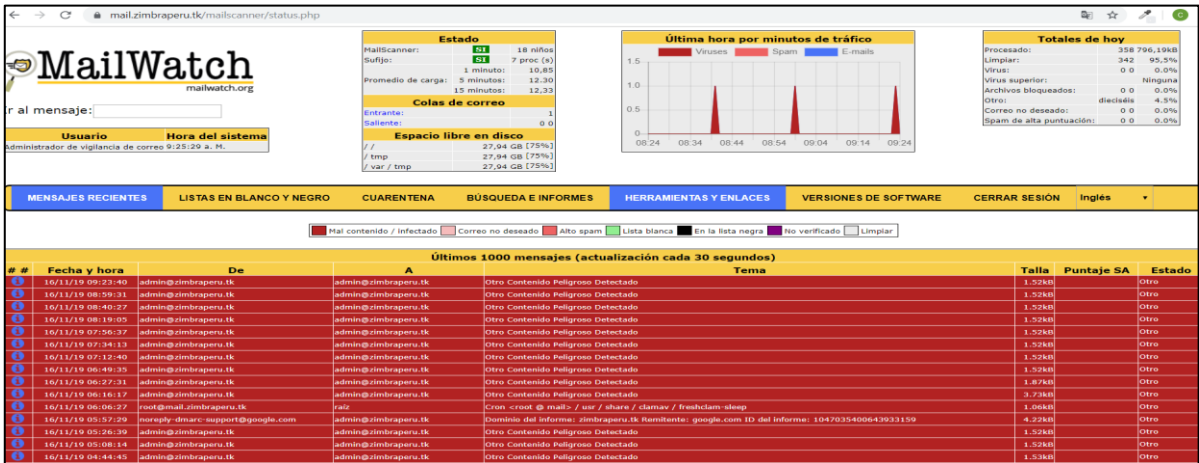 mail.zimbraperu.tk/mailscanner/status.php
MailWatch
mailwatch.org
Ir al mensaje:
Usuario Hora del sistema
Administrador de vigilancia de correo 9:25:29 a. M.
Estado
MailScanner: SI 18 niños
Sufijo: SI 7 proc (s)
Promedio de carga: 1 minuto: 10,85
5 minutos: 12.30
15 minutos: 12,33
Colas de correo
Entrante: 1
Saliente: 0 0
Espacio libre en disco
/ / 27,94 GB [75%]
/ tmp 27,94 GB [75%]
/ var / tmp 27,94 GB [75%]
Última hora por minutos de tráfico
Viruses Spam E-mails
1.5
1.0
0.5
0
08:24 08:34 08:44 08:54 09:04 09:14 09:24
Totales de hoy
Procesado: 358 796,19kB
Limpiar: 342 95,5%
Virus: 0 0 0.0%
Virus superior: Ninguna
Archivos bloqueados: 0 0 0.0%
Otro: dieciséis 4.5%
Correo no deseado: 0 0 0.0%
Spam de alta puntuación: 0 0 0.0%
MENSAJES RECIENTES LISTAS EN BLANCO Y NEGRO CUARENTENA BÚSQUEDA E INFORMES HERRAMIENTAS Y ENLACES VERSIONES DE SOFTWARE CERRAR SESIÓN Inglés
Mal contenido / infectado Correo no deseado Alto spam Lista blanca En la lista negra No verificado Limpiar
Últimos 1000 mensajes (actualización cada 30 segundos)
# # Fecha y hora De A Tema Talla Puntaje SA Estado
16/11/19 09:23:40 admin@zimbraperu.tk admin@zimbraperu.tk Otro Contenido Peligroso Detectado 1.52kB Otro
16/11/19 08:59:31 admin@zimbraperu.tk admin@zimbraperu.tk Otro Contenido Peligroso Detectado 1.52kB Otro
16/11/19 08:40:27 admin@zimbraperu.tk admin@zimbraperu.tk Otro Contenido Peligroso Detectado 1.52kB Otro
16/11/19 08:19:05 admin@zimbraperu.tk admin@zimbraperu.tk Otro Contenido Peligroso Detectado 1.52kB Otro
16/11/19 07:56:37 admin@zimbraperu.tk admin@zimbraperu.tk Otro Contenido Peligroso Detectado 1.52kB Otro
16/11/19 07:34:13 admin@zimbraperu.tk admin@zimbraperu.tk Otro Contenido Peligroso Detectado 1.52kB Otro
16/11/19 07:12:40 admin@zimbraperu.tk admin@zimbraperu.tk Otro Contenido Peligroso Detectado 1.52kB Otro
16/11/19 06:49:35 admin@zimbraperu.tk admin@zimbraperu.tk Otro Contenido Peligroso Detectado 1.52kB Otro
16/11/19 06:27:31 admin@zimbraperu.tk admin@zimbraperu.tk Otro Contenido Peligroso Detectado 1.87kB Otro
16/11/19 06:16:17 admin@zimbraperu.tk admin@zimbraperu.tk Otro Contenido Peligroso Detectado 3.73kB Otro
16/11/19 06:06:27 root@mail.zimbraperu.tk raíz Cron <root @ mail> / usr / share / clamav / freshclam-sleep 1.06kB Otro
16/11/19 05:57:29 noreply-dmarc-support@google.com admin@zimbraperu.tk Dominio del informe: zimbraperu.tk Remitente: google.com ID del informe: 1047035400643933159 4.22kB Otro
16/11/19 05:26:39 admin@zimbraperu.tk admin@zimbraperu.tk Otro Contenido Peligroso Detectado 1.52kB Otro
16/11/19 05:08:14 admin@zimbraperu.tk admin@zimbraperu.tk Otro Contenido Peligroso Detectado 1.52kB Otro
16/11/19 04:44:45 admin@zimbraperu.tk admin@zimbraperu.tk Otro Contenido Peligroso Detectado 1.53kB Otro